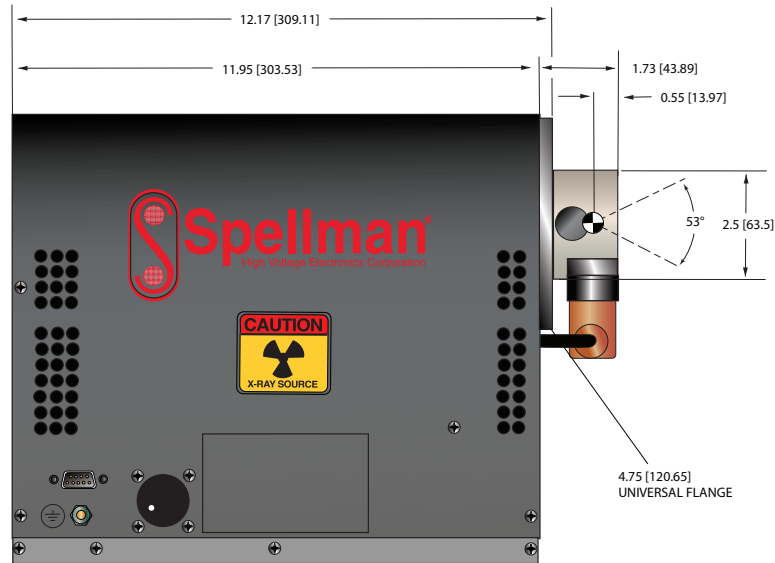 12.17 [309.11]
11.95 [303.53]
1.73 [43.89]
0.55 [13.97]
53°
2.5 [63.5]
Spellman
High Voltage Electronics Corporation
CAUTION
X-RAY SOURCE
4.75 [120.65]
UNIVERSAL FLANGE